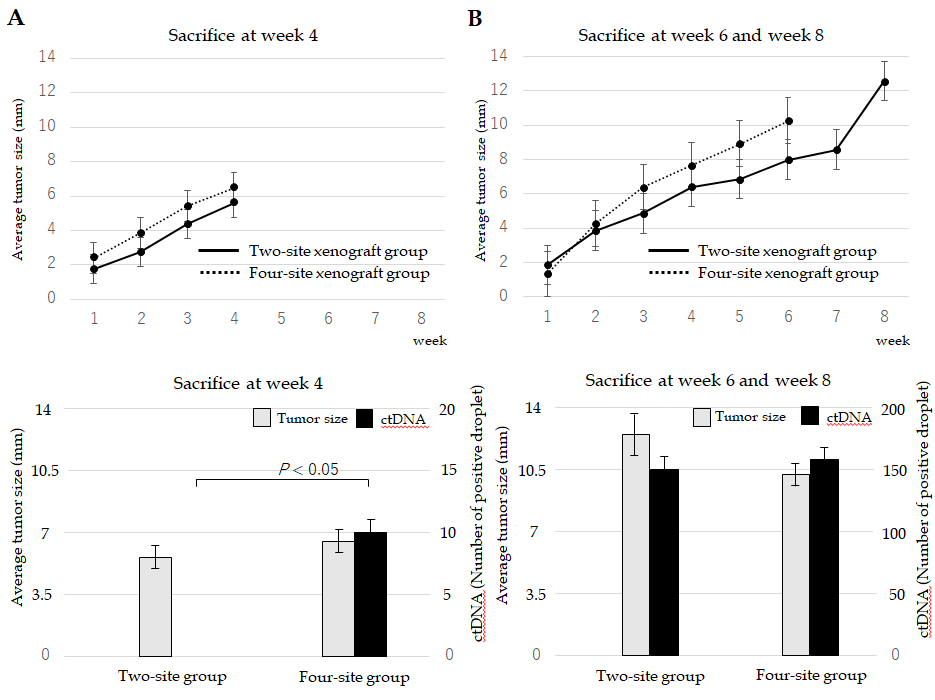 A
Sacrifice at week 4
14
12
10
8
6
4
2
0
Average tumor size (mm)
Two-site xenograft group
Four-site xenograft group
1 2 3 4 5 6 7 8
week
B
Sacrifice at week 6 and week 8
14
12
10
8
6
4
2
0
Average tumor size (mm)
Two-site xenograft group
Four-site xenograft group
1 2 3 4 5 6 7 8
week
Sacrifice at week 4
14
10.5
7
3.5
0
Average tumor size (mm)
Tumor size ctDNA
P < 0.05
20
15
10
5
0
ctDNA (Number of positive droplet)
Two-site group Four-site group
Sacrifice at week 6 and week 8
14
10.5
7
3.5
0
Average tumor size (mm)
Tumor size ctDNA
200
150
100
50
0
ctDNA (Number of positive droplet)
Two-site group Four-site group